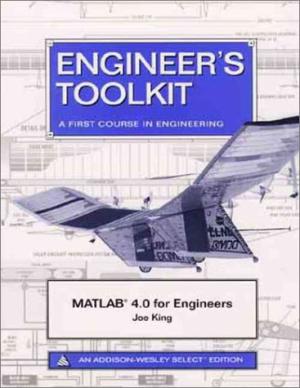 ENGINEER'S
TOOLKIT
A FIRST COURSE IN ENGINEERING
MATLAB® 4.0 for Engineers
Joe King
AN ADDISON-WESLEY SELECT EDITION